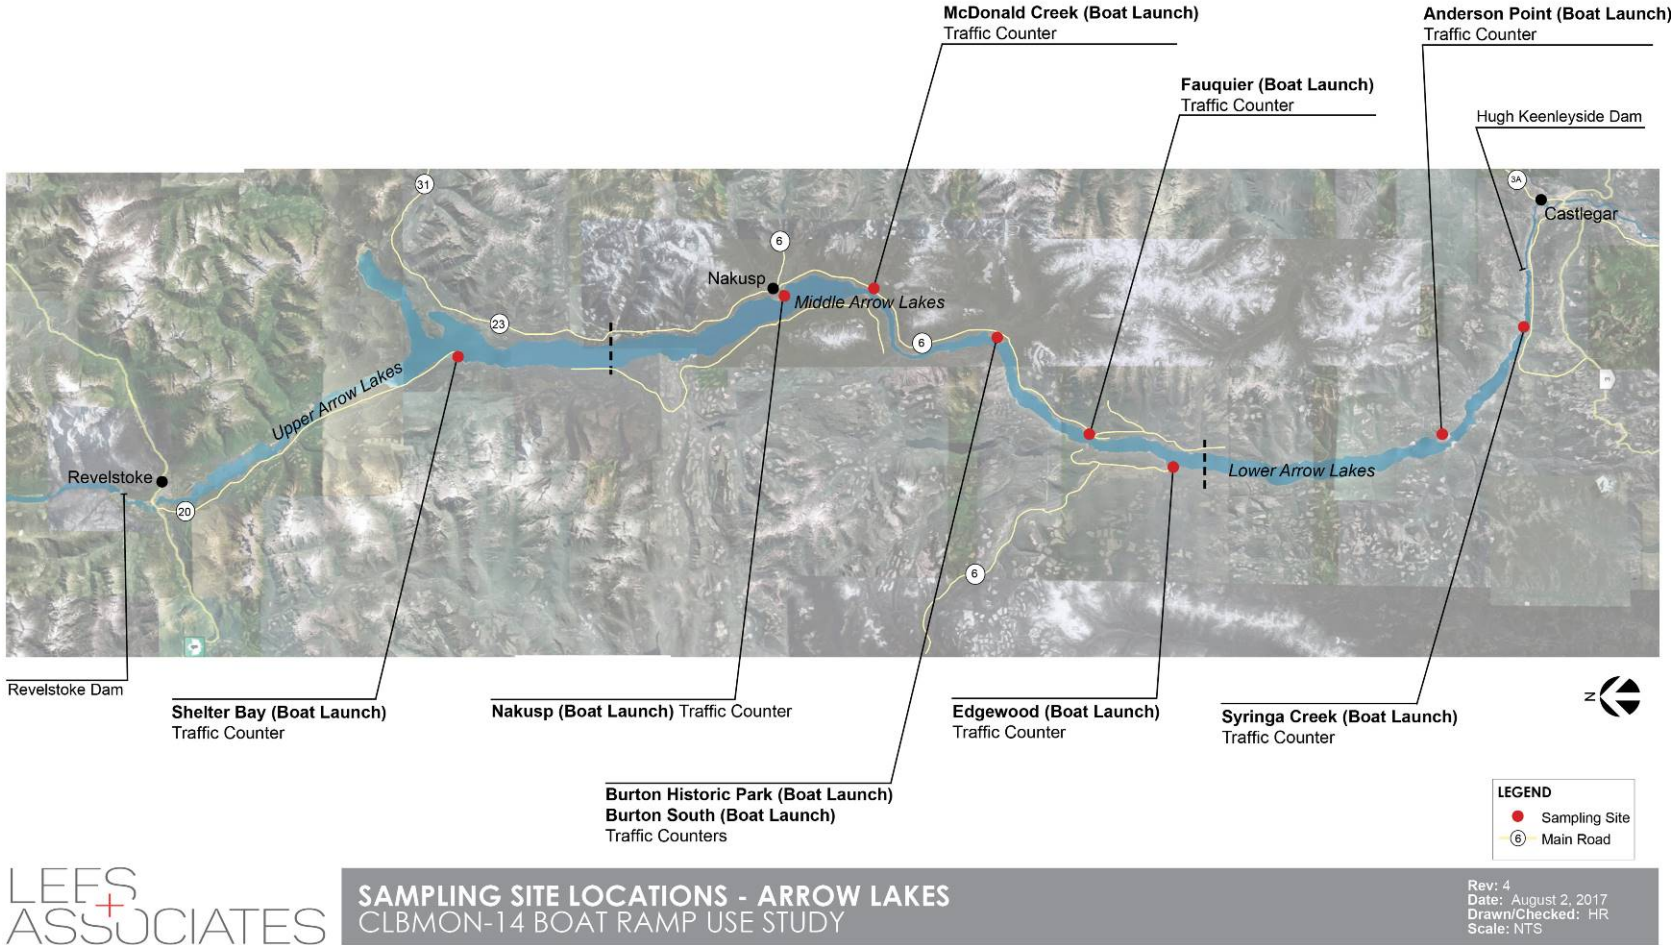 McDonald Creek (Boat Launch)
Traffic Counter
Anderson Point (Boat Launch)
Traffic Counter
Fauquier (Boat Launch)
Traffic Counter
Hugh Keenleyside Dam
31
3A
Castlegar
6
Nakusp
Middle Arrow Lakes
23
6
Upper Arrow Lakes
Revelstoke
Lower Arrow Lakes
20
6
Revelstoke Dam
N
Shelter Bay (Boat Launch)
Traffic Counter
Nakusp (Boat Launch) Traffic Counter
Edgewood (Boat Launch)
Traffic Counter
Syringa Creek (Boat Launch)
Traffic Counter
Burton Historic Park (Boat Launch)
Burton South (Boat Launch)
Traffic Counters
LEGEND
Sampling Site
6 Main Road
LEES
+
ASSOCIATES
SAMPLING SITE LOCATIONS - ARROW LAKES
CLBMON-14 BOAT RAMP USE STUDY
Rev: 4
Date: August 2, 2017
Drawn/Checked: HR
Scale: NTS